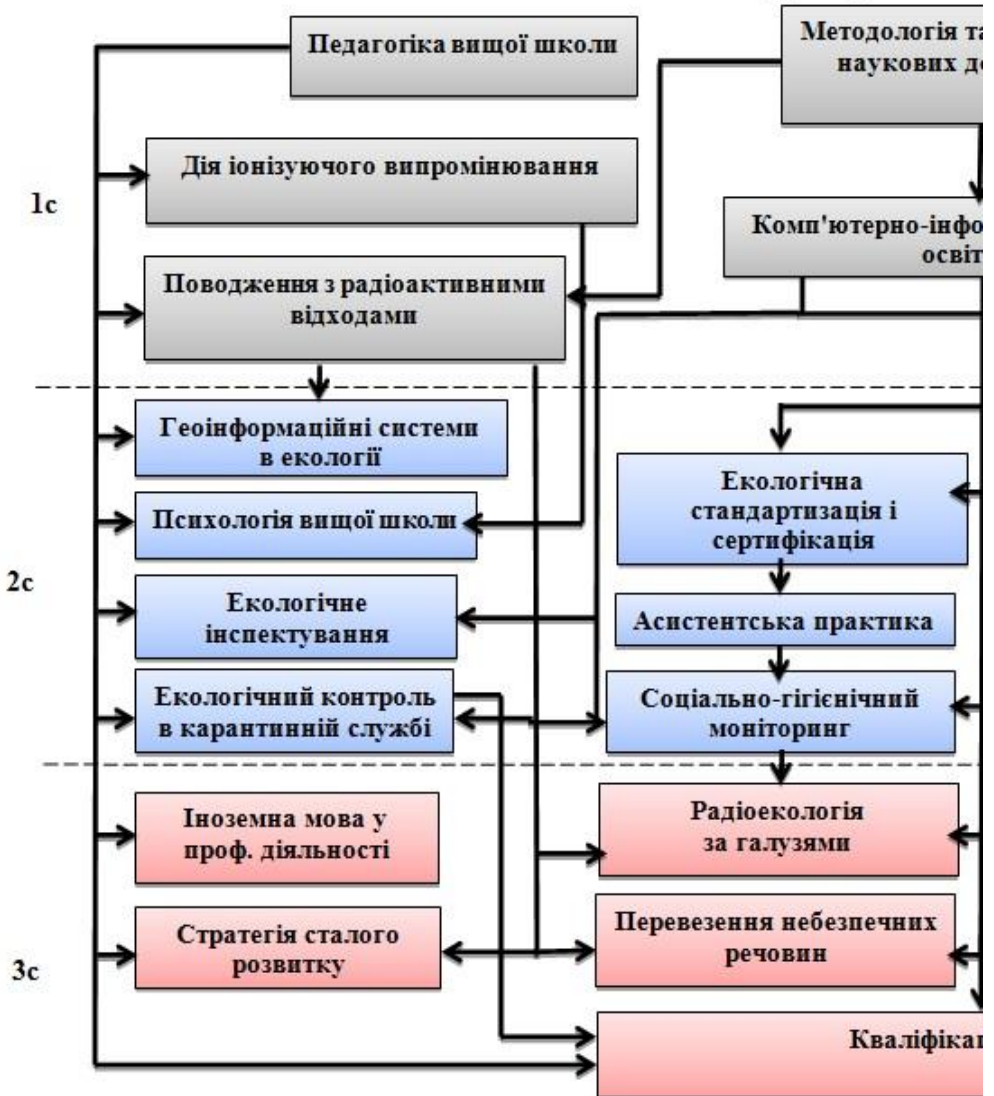 Педагогіка вищої школи
Методологія та
наукових
Дія іонізуючого випромінювання
1с
Комп'ютерно-інфо
освіт
Поводження з радіоактивними
відходами
Геоінформаційні системи
в екології
Екологічна
стандартизація і
сертифікація
Психологія вищої школи
2с
Екологічне
інспектування
Асистентська практика
Екологічний контроль
в карантинній службі
Соціально-гігієнічний
моніторинг
Іноземна мова у
проф. діяльності
Радіоекологія
за галузями
Стратегія сталого
розвитку
Перевезення небезпечних
речовин
3с
Кваліфікац